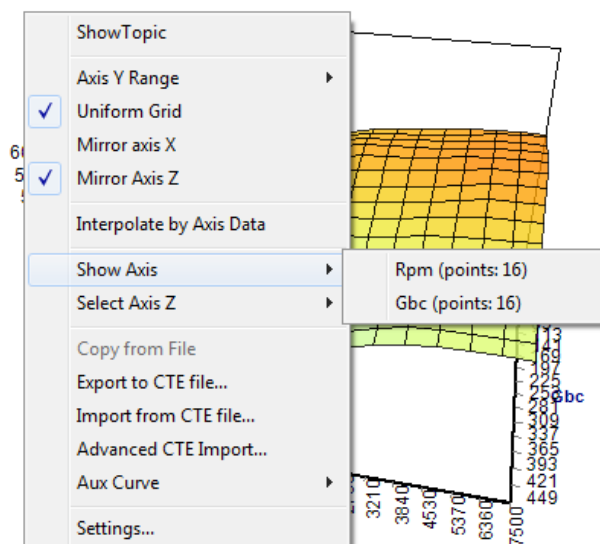 ShowTopic
Axis Y Range
Uniform Grid
Mirror axis X
Mirror Axis Z
Interpolate by Axis Data
Show Axis
Select Axis Z
Copy from File
Export to CTE file...
Import from CTE file...
Advanced CTE Import...
Aux Curve
Settings...
Rpm (points: 16)
Gbc (points: 16)
169
197
225
Gbc
281
309
337
365
393
421
449
3210
3840
4530
5370
6360
7500